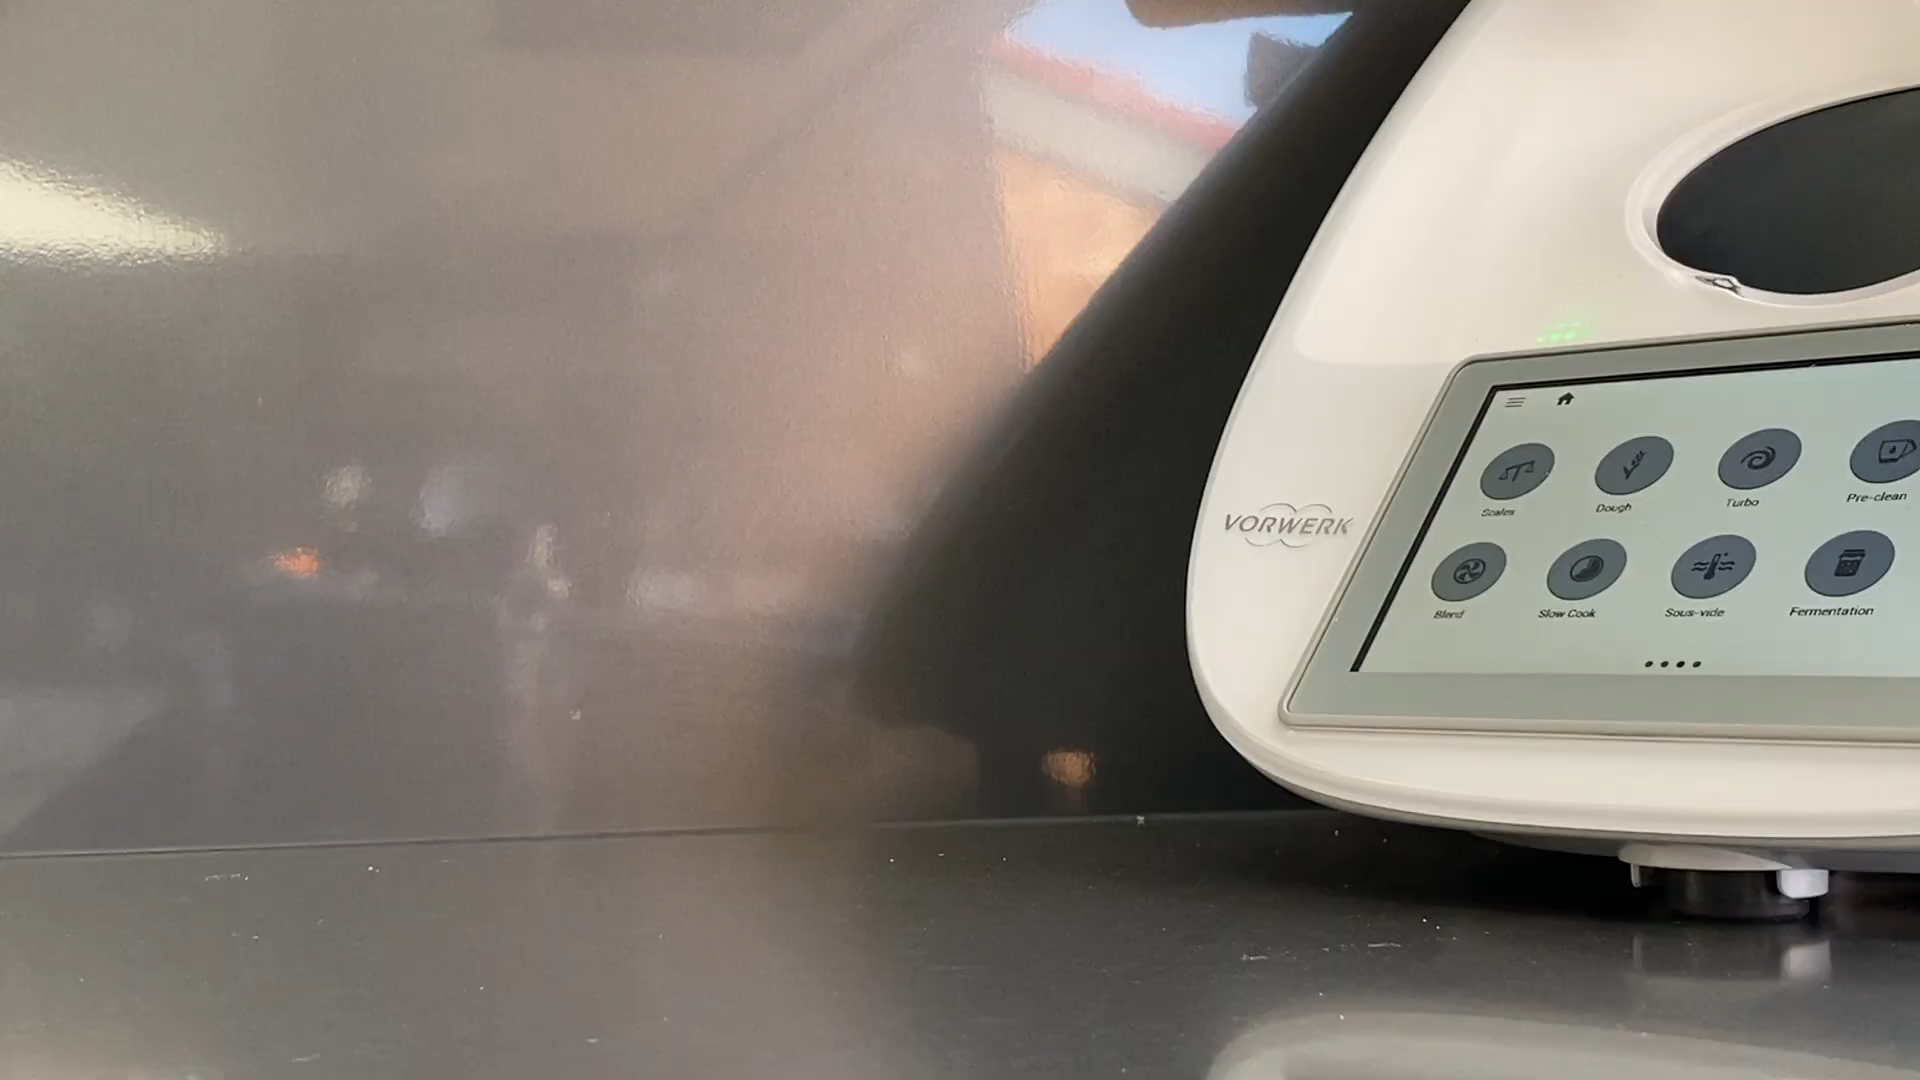 Scales
Dough
Turbo
Pre-clean
VORWERK
Blend
Slow Cook
Sous-vide
Fermentation